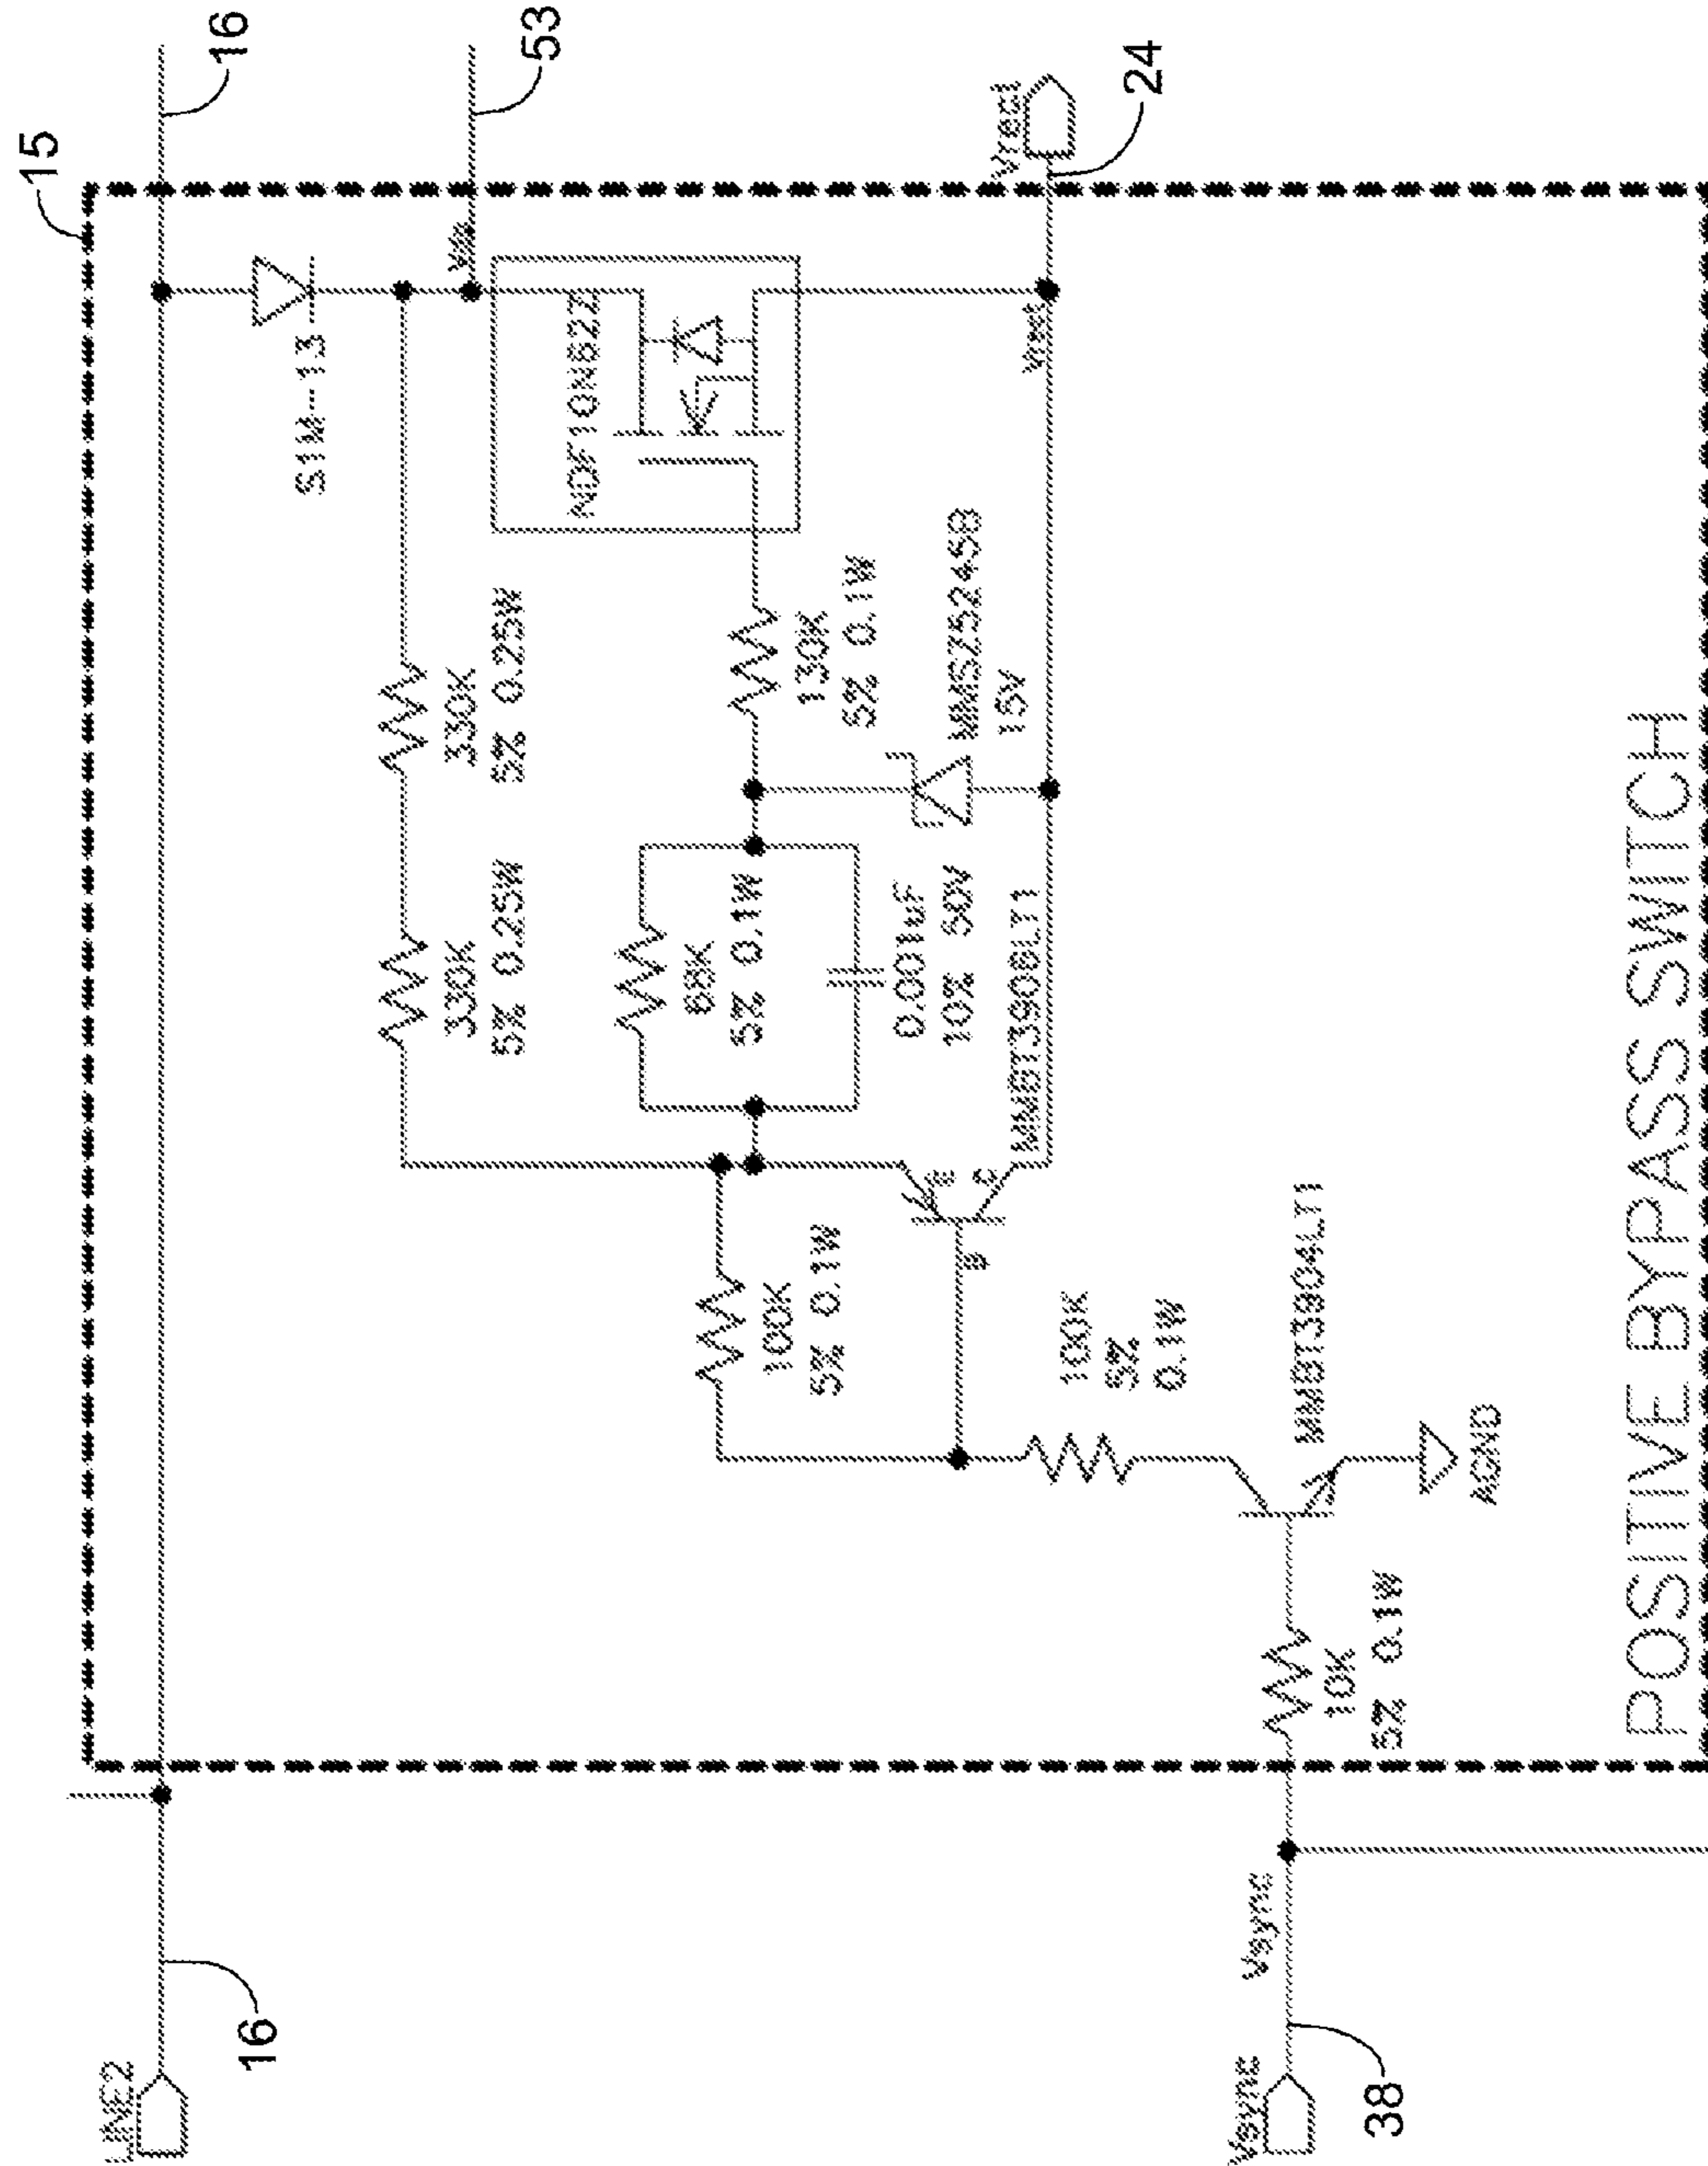 15
16
53
LINE2
16
S1M-13
Vds
330K
5% 0.25W
330K
5% 0.25W
NDF10N62Z
68K
5% 0.1W
130K
5% 0.1W
0.001uF
10% 50V
MMSZ5245B
15V
100K
5% 0.1W
E
C
B
MMBT3906LT1
Vrect
Vrect
24
100K
5%
0.1W
MMBT3904LT1
AGND
10K
5% 0.1W
Vsync
Vsync
38
POSITIVE BYPASS SWITCH